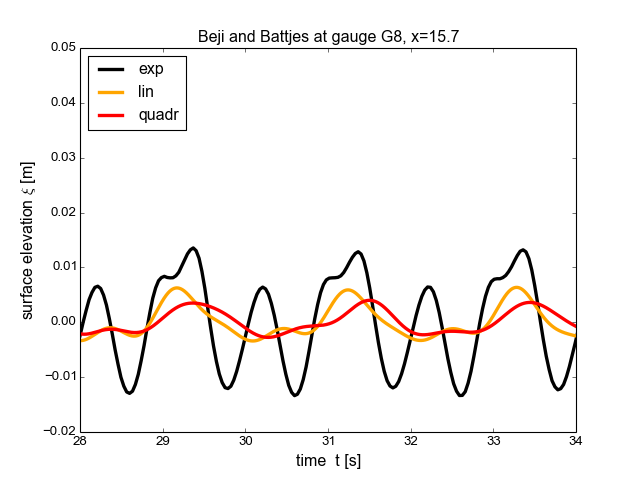 Beji and Battjes at gauge G8, x=15.7
0.05
0.04
0.03
0.02
0.01
0.00
−0.01
−0.02
surface elevation ξ [m]
exp
lin
quadr
28 29 30 31 32 33 34
time t [s]